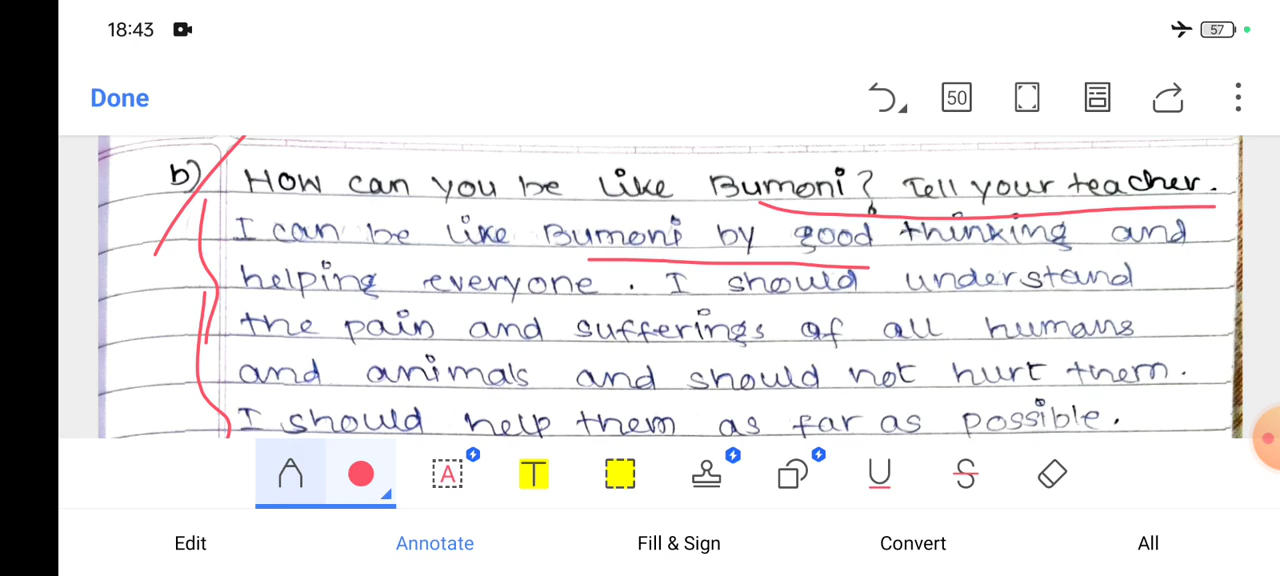 18:43
57
Done
50
b) How can you be like Bumoni? Tell your teacher.
I can be like Bumoni by good thinking and
helping everyone. I should understand
the pain and sufferings of all humans
and animals and should not hurt them.
I should help them as far as possible.
A T U S
Edit Annotate Fill & Sign Convert All